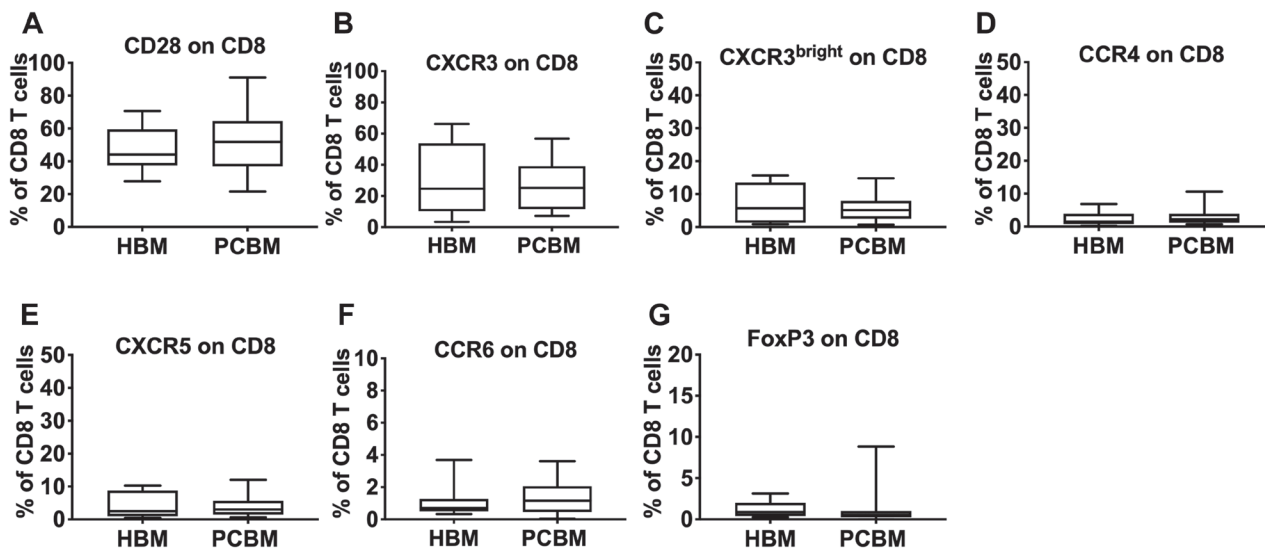 A
CD28 on CD8
% of CD8 T cells
100
80
60
40
20
0
HBM PCBM
B
CXCR3 on CD8
% of CD8 T cells
100
80
60
40
20
0
HBM PCBM
C
CXCR3bright on CD8
% of CD8 T cells
50
40
30
20
10
0
HBM PCBM
D
CCR4 on CD8
% of CD8 T cells
50
40
30
20
10
0
HBM PCBM
E
CXCR5 on CD8
% of CD8 T cells
50
40
30
20
10
0
HBM PCBM
F
CCR6 on CD8
% of CD8 T cells
10
8
6
4
2
0
HBM PCBM
G
FoxP3 on CD8
% of CD8 T cells
20
15
10
5
0
HBM PCBM